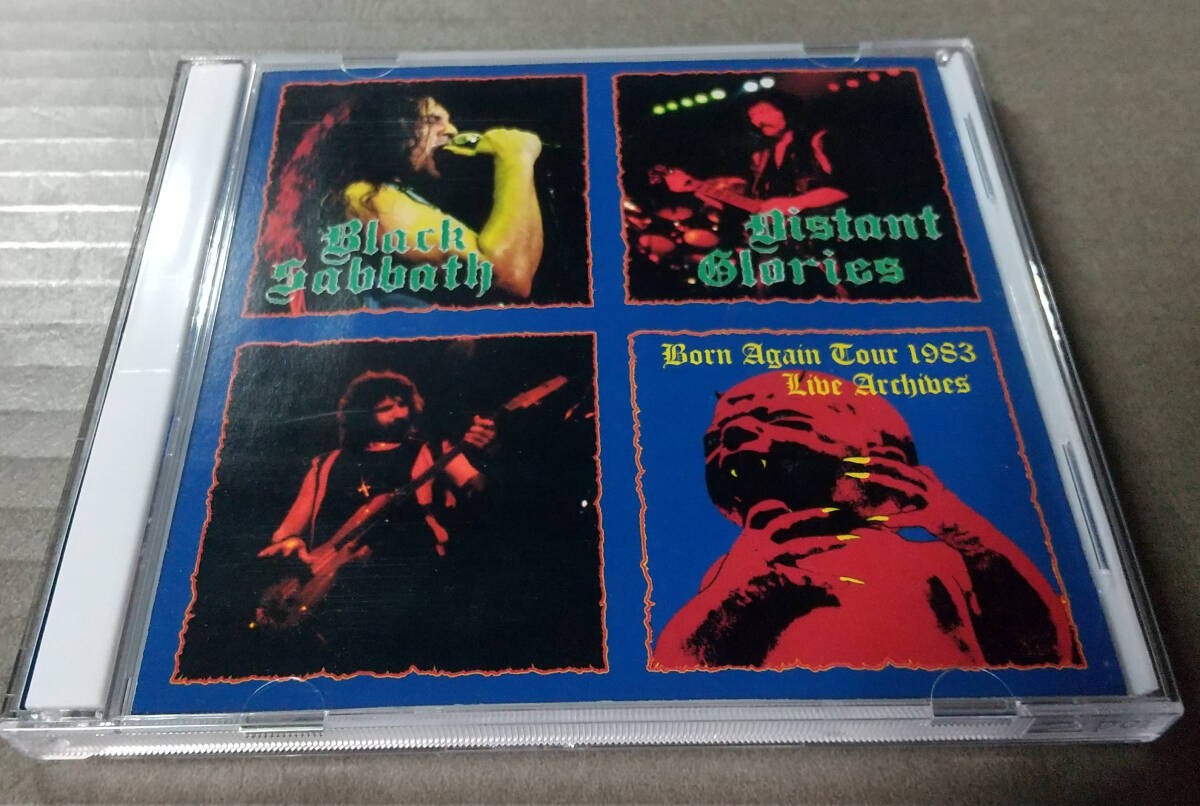 Black
Sabbath
Distant
Glories
Born Again Tour 1983
Live Archives